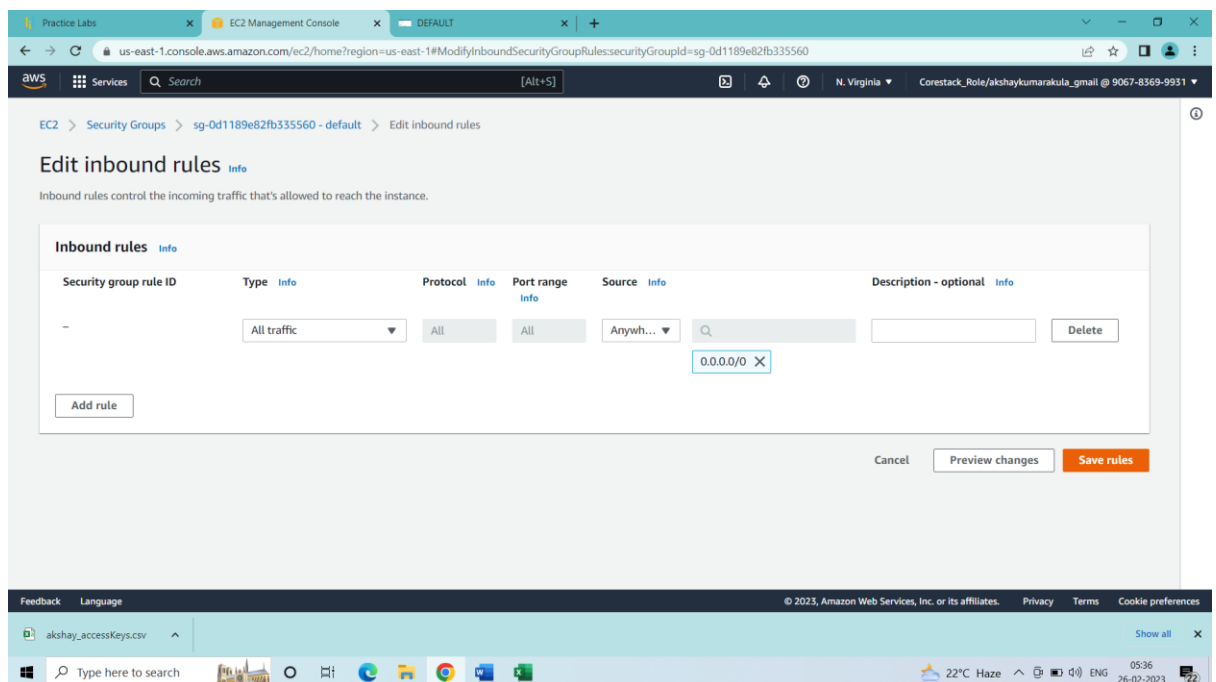 Practice Labs
EC2 Management Console
DEFAULT
us-east-1.console.aws.amazon.com/ec2/home?region=us-east-1#ModifyInboundSecurityGroupRules:securityGroupId=sg-0d1189e82fb335560
aws Services Search [Alt+S] N. Virginia Corestack_Role/akshaykumarakula_gmail @ 9067-8369-9931
EC2 > Security Groups > sg-0d1189e82fb335560 - default > Edit inbound rules
Edit inbound rules Info
Inbound rules control the incoming traffic that's allowed to reach the instance.
Inbound rules Info
Security group rule ID Type Info Protocol Info Port range Info Source Info Description - optional Info
– All traffic All All Anywh... Delete
0.0.0.0/0
Add rule
Cancel Preview changes Save rules
Feedback Language © 2023, Amazon Web Services, Inc. or its affiliates. Privacy Terms Cookie preferences
akshay_accessKeys.csv Show all
Type here to search 22°C Haze ENG 05:36
26-02-2023 22